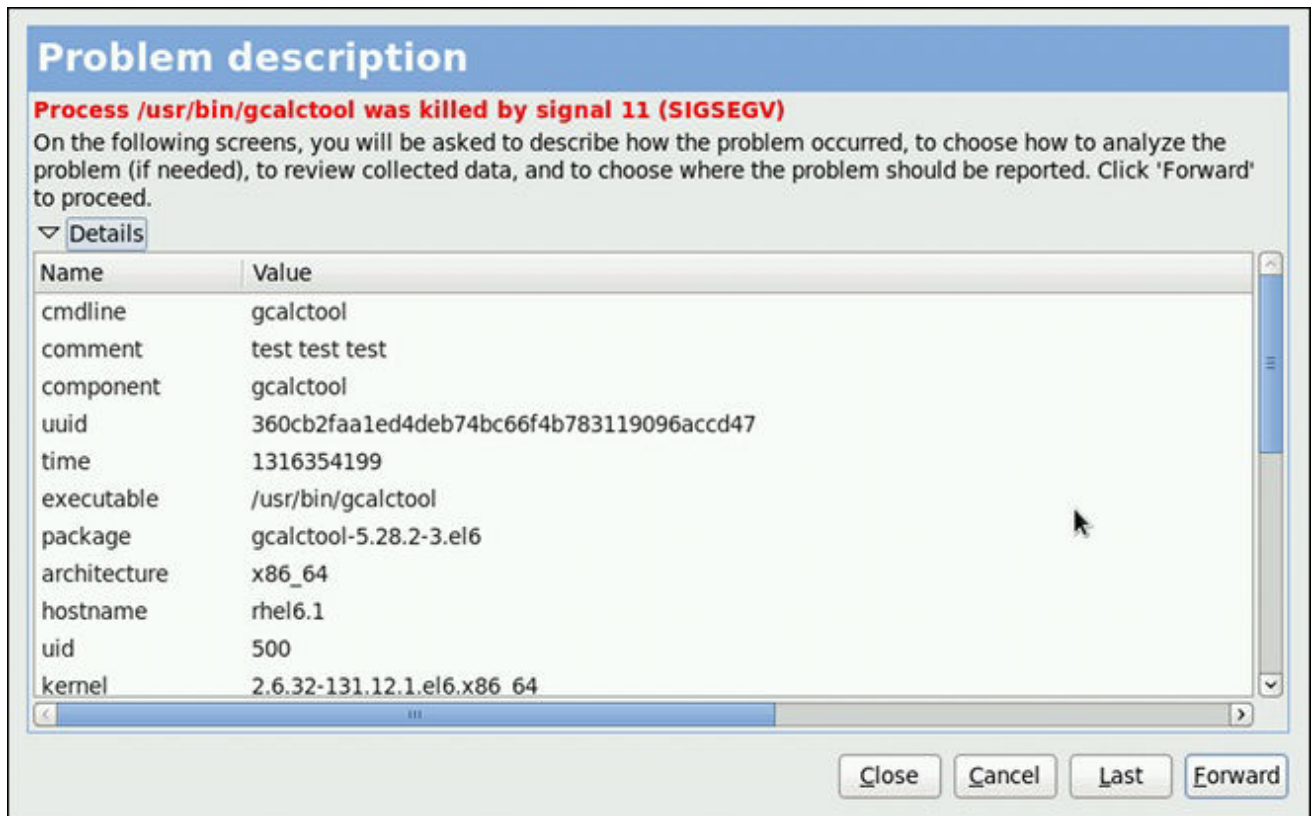 Problem description
Process /usr/bin/gcalctool was killed by signal 11 (SIGSEGV)
On the following screens, you will be asked to describe how the problem occurred, to choose how to analyze the
problem (if needed), to review collected data, and to choose where the problem should be reported. Click 'Forward'
to proceed.
Details
Name Value
cmdline gcalctool
comment test test test
component gcalctool
uuid 360cb2faa1ed4deb74bc66f4b783119096accd47
time 1316354199
executable /usr/bin/gcalctool
package gcalctool-5.28.2-3.el6
architecture x86_64
hostname rhel6.1
uid 500
kernel 2.6.32-131.12.1.el6.x86_64
Close Cancel Last Forward